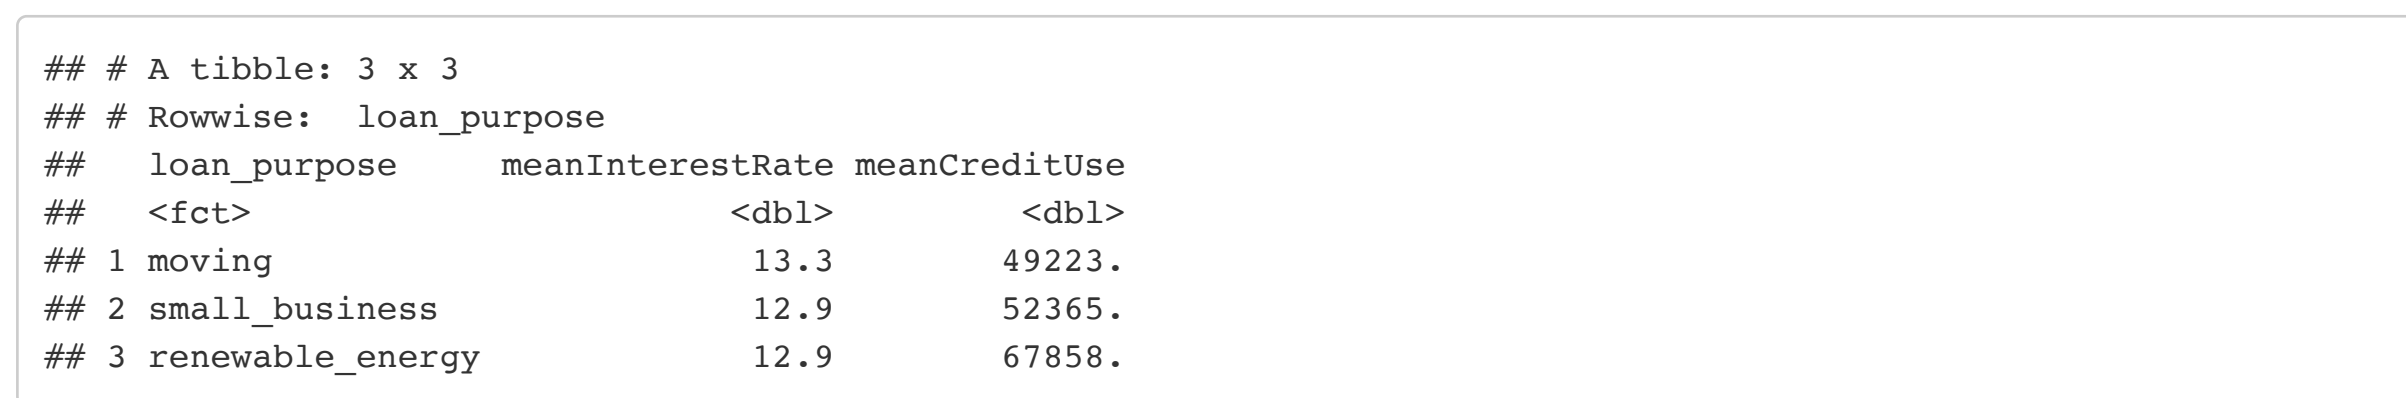 ## # A tibble: 3 x 3
## # Rowwise:  loan_purpose
##   loan_purpose     meanInterestRate meanCreditUse
##   <fct>                       <dbl>         <dbl>
## 1 moving                       13.3        49223.
## 2 small_business               12.9        52365.
## 3 renewable_energy             12.9        67858.